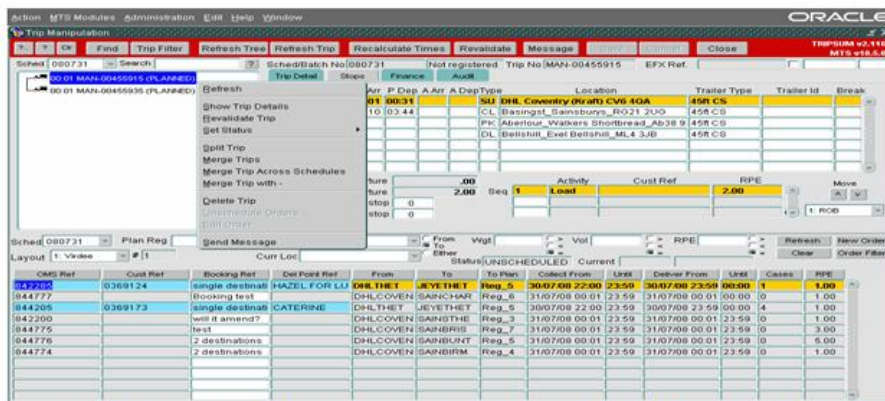 Action MTS Modules Administration Edit Help Window
ORACLE
Trip Manipulation
? ? Ok Find Trip Filter Refresh Tree Refresh Trip Recalculate Times Revalidate Message Close
TRIPSUM v2.116
MTS v10.5.0
Sched 080731 Search ? Sched/Batch No 080731 Not registered Trip No MAN-00455915 EFX Ref.
Trip Detail Stops Finance Audit
00:01 MAN-00455915 (PLANNED)
00:01 MAN-00455935 (PLANNED)
Refresh
Show Trip Details
Revalidate Trip
Set Status
Split Trip
Merge Trips
Merge Trip Across Schedules
Merge Trip with -
Delete Trip
Unschedule Orders
Edit Order
Send Message
Arr P Dep A Arr A Dep Type Location Trailer Type Trailer Id Break
01 00:31 SU DHL Coventry (Kraft) CV6 4QA 45ft CS
10 03:44 CL Basingst_Sainsburys_RG21 2UG 45ft CS
PK Aberlour_Walkers Shortbread_Ab38 9 45ft CS
DL Bellshill_Exel Bellshill_ML4 3JB 45ft CS
ture .00 Activity Cust Ref RPE
ture 2.00 Seq 1 Load 2.00 Move
stop 0
stop 0 1: ROB
Sched 080731 Plan Reg From To Either Wgt Vol RPE Refresh New Order
Layout 1: Virdee # 1 Curr Loc Status UNSCHEDULED Current Clear Order Filter
OMS Ref Cust Ref Booking Ref Del Point Ref From To To Plan Collect From Until Deliver From Until Cases RPE
842285 0369124 single destinati HAZEL FOR LU DHLTHET JEYETHET Reg_5 30/07/08 22:00 23:59 30/07/08 23:59 00:00 1 1.00
844777 Booking test DHLCOVEN SAINCHAR Reg_6 31/07/08 00:01 23:59 31/07/08 00:01 00:00 0 1.00
844285 0369173 single destinati CATERINE DHLTHET JEYETHET Reg_5 30/07/08 22:00 23:59 30/07/08 23:59 00:00 4 1.00
842200 will it amend? DHLCOVEN SAINSTHE Reg_3 31/07/08 00:01 23:59 31/07/08 00:01 23:59 0 1.00
844775 test DHLCOVEN SAINBRIS Reg_7 31/07/08 00:01 23:59 31/07/08 00:01 23:59 0 3.00
844776 2 destinations DHLCOVEN SAINBUNT Reg_5 31/07/08 00:01 23:59 31/07/08 00:01 23:59 0 5.00
844774 2 destinations DHLCOVEN SAINBIRM Reg_4 31/07/08 00:01 23:59 31/07/08 00:01 23:59 0 1.00